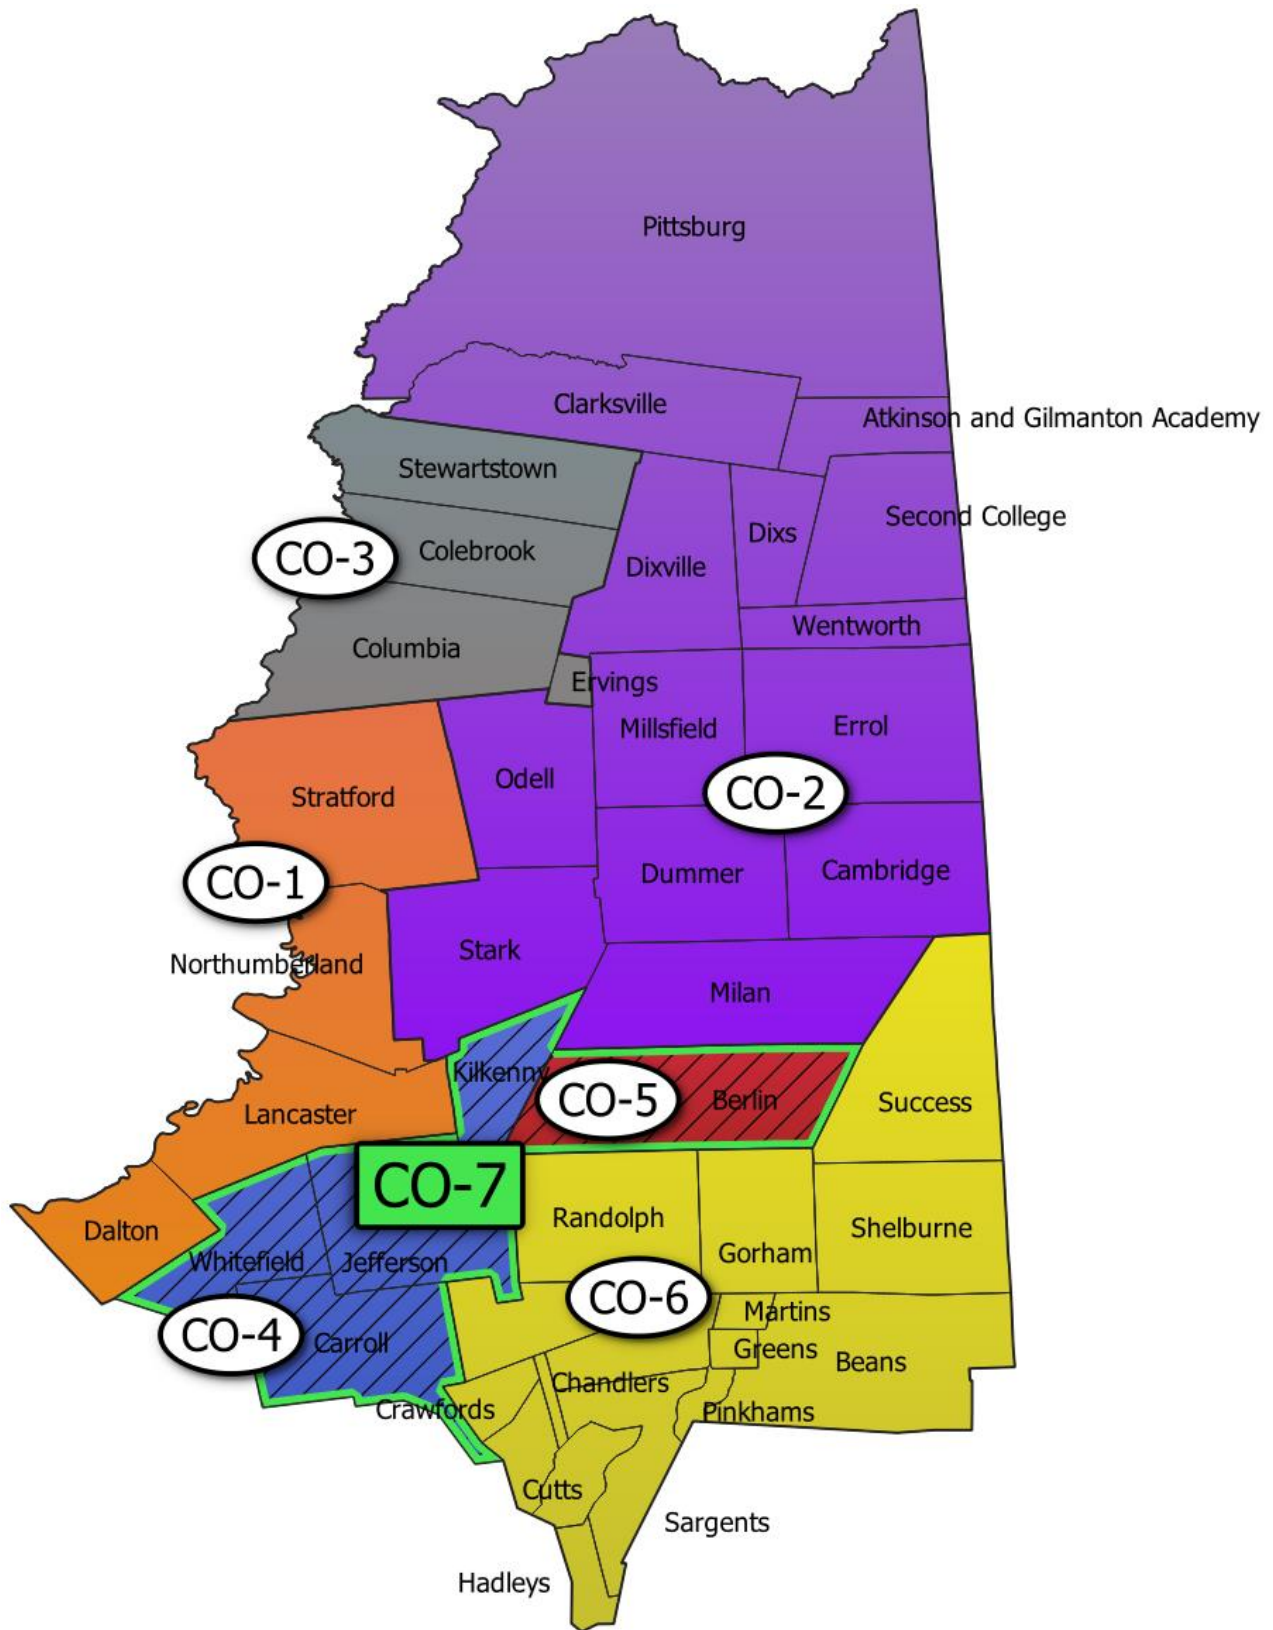 Pittsburg
Clarksville
Atkinson and Gilmanton Academy
Stewartstown
Second College
Dixs
CO-3
Colebrook
Dixville
Wentworth
Columbia
Ervings
Millsfield
Errol
Odell
CO-2
Stratford
Dummer
Cambridge
CO-1
Stark
Northumberland
Milan
Kilkenny
CO-5
Berlin
Success
Lancaster
CO-7
Randolph
Dalton
Shelburne
Whitefield
Jefferson
Gorham
CO-6
Martins
CO-4
Carroll
Greens
Beans
Chandlers
Crawfords
Pinkhams
Cutts
Sargents
Hadleys